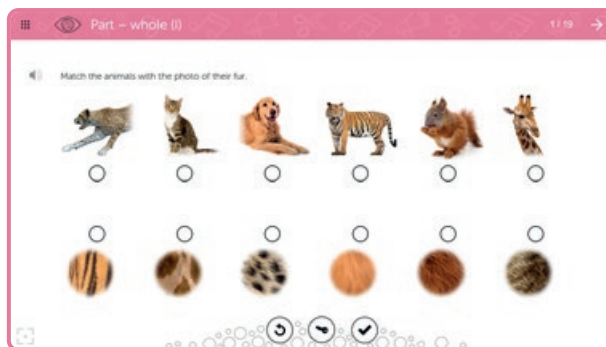 Part – whole (I)
1 / 19
Match the animals with the photo of their fur.